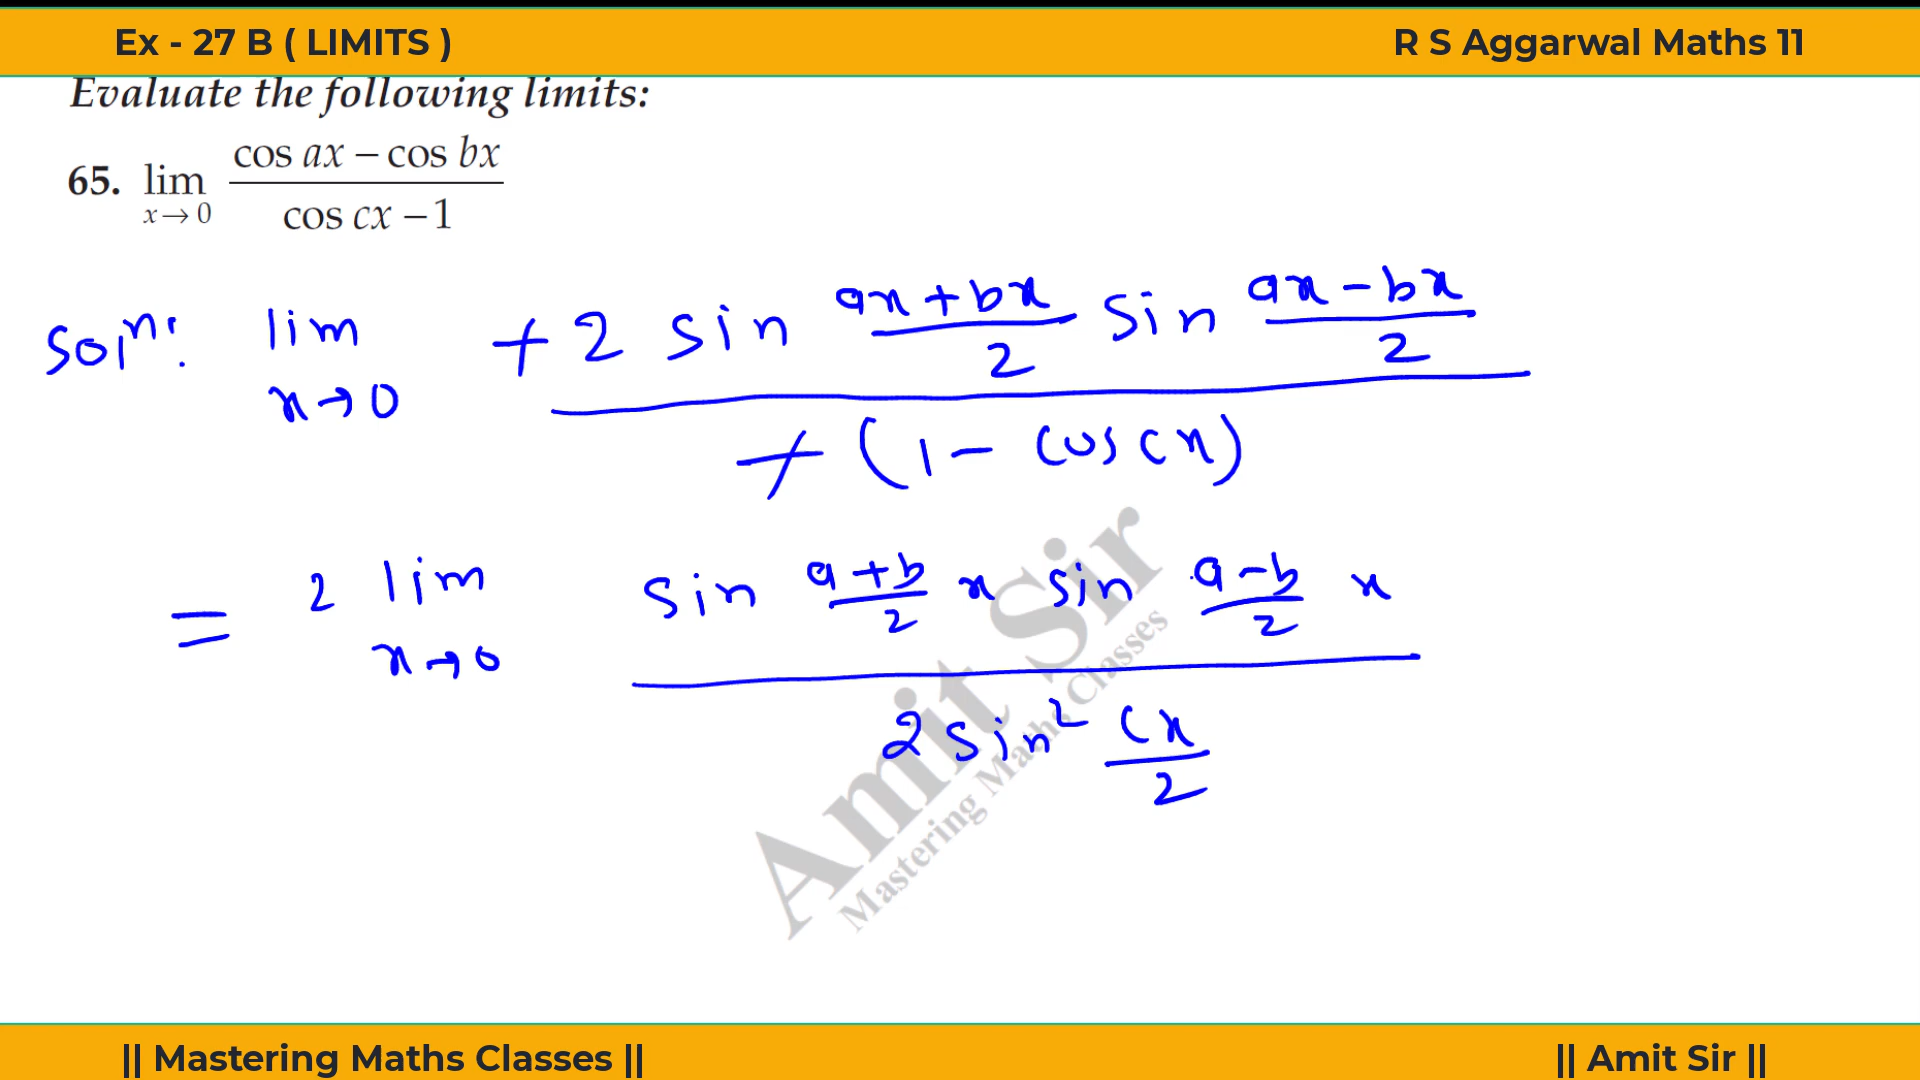 Ex - 27 B ( LIMITS ) R S Aggarwal Maths 11
Evaluate the following limits:
65. lim x→0 (cos ax – cos bx)/(cos cx – 1)
Solⁿ: lim x→0 (-2 sin (ax+bx)/2 sin (ax-bx)/2)/(-(1 - cos cx))
= 2 lim x→0 (sin (a+b)/2 x sin (a-b)/2 x)/(2 sin² cx/2)
Amit Sir
Mastering Maths Classes
|| Mastering Maths Classes || || Amit Sir ||